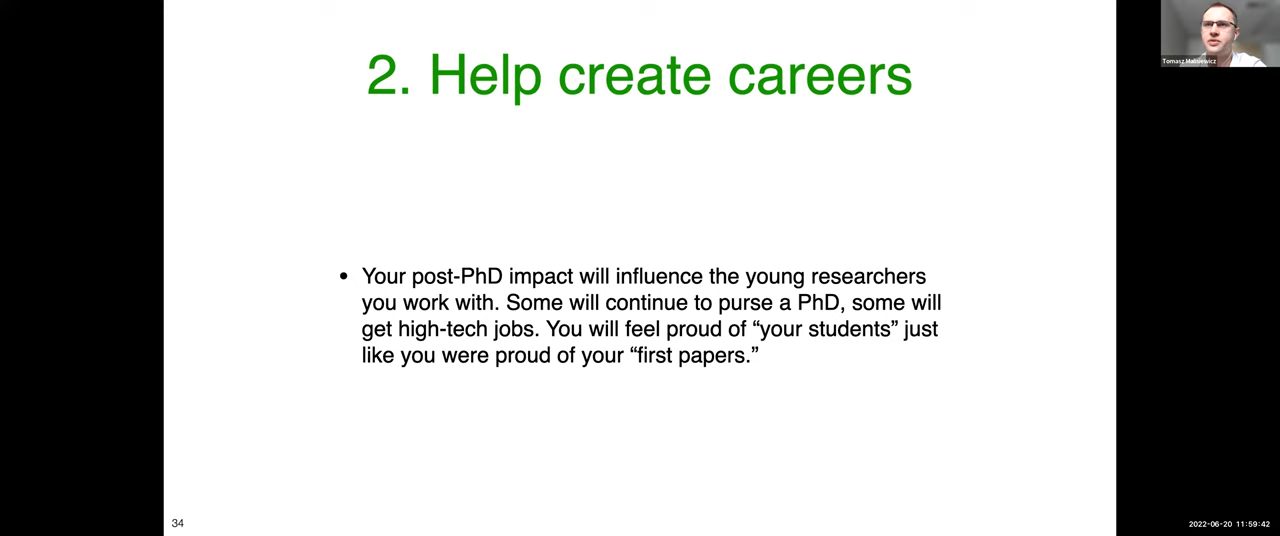 Tomasz Malisiewicz
2. Help create careers
• Your post-PhD impact will influence the young researchers
you work with. Some will continue to purse a PhD, some will
get high-tech jobs. You will feel proud of “your students” just
like you were proud of your “first papers.”
34
2022-06-20 11:59:42